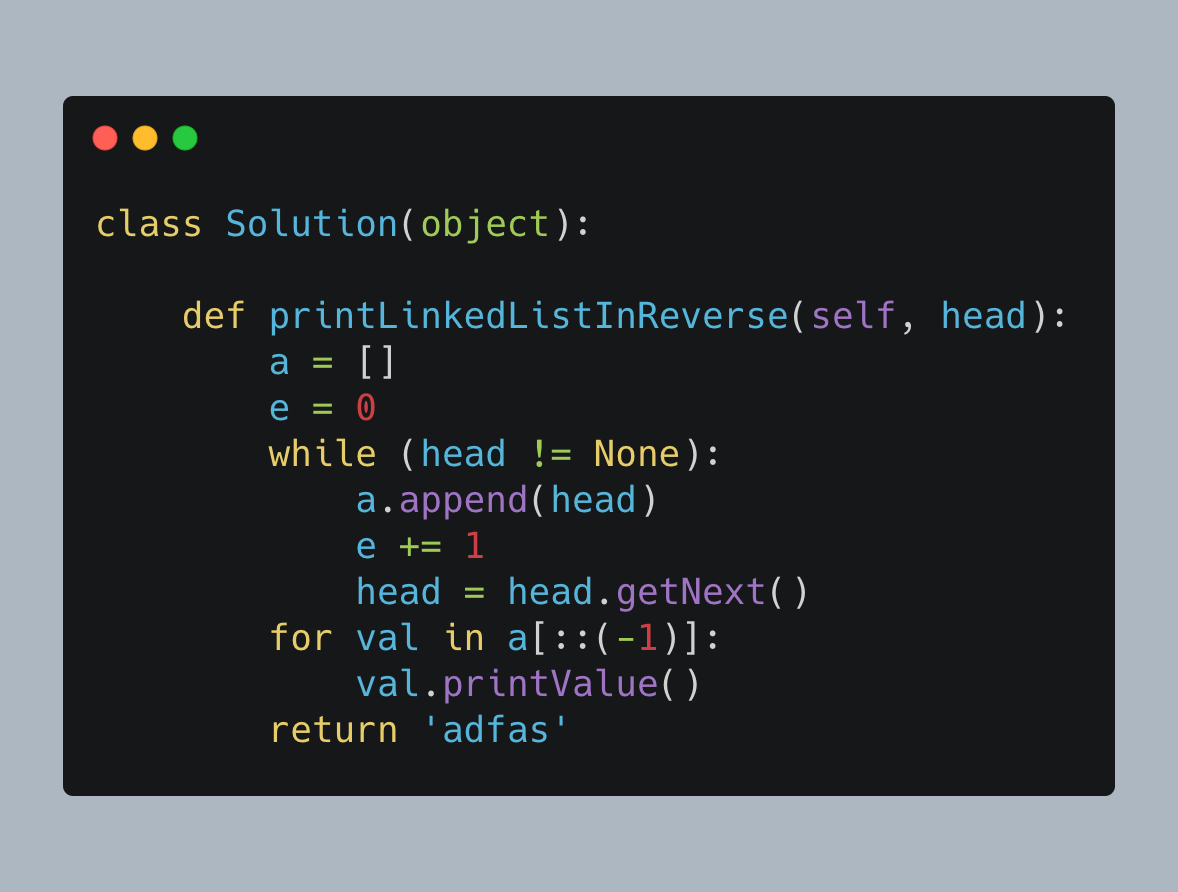 class Solution(object):
    def printLinkedListInReverse(self, head):
        a = []
        e = 0
        while (head != None):
            a.append(head)
            e += 1
            head = head.getNext()
        for val in a[::(-1)]:
            val.printValue()
        return 'adfas'